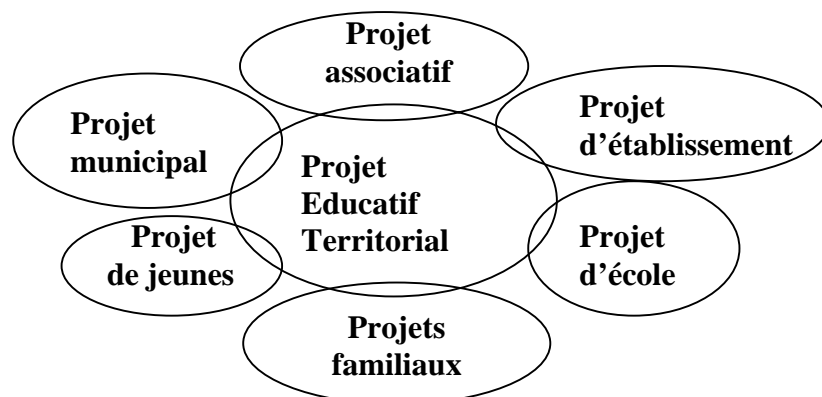 Projet
associatif
Projet
municipal
Projet
d’établissement
Projet
Educatif
Territorial
Projet
de jeunes
Projet
d’école
Projets
familiaux